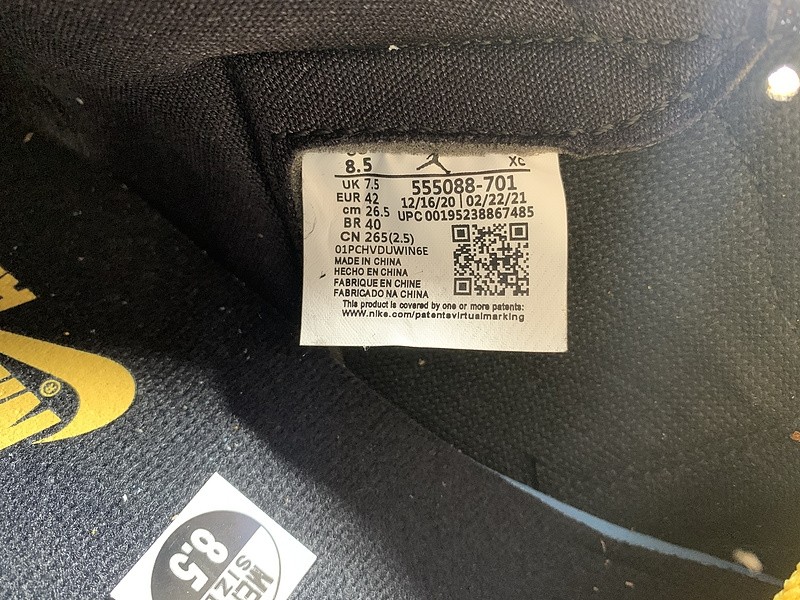 8.5 XC
UK 7.5
EUR 42
cm 26.5
BR 40
CN 265(2.5)
555088-701
12/16/20 | 02/22/21
UPC 00195238867485
01PCHVDUWIN6E
MADE IN CHINA
HECHO EN CHINA
FABRIQUE EN CHINE
FABRICADO NA CHINA
This product is covered by one or more patents:
www.nike.com/patentsvirtualmarking
®
8.5
SIZE